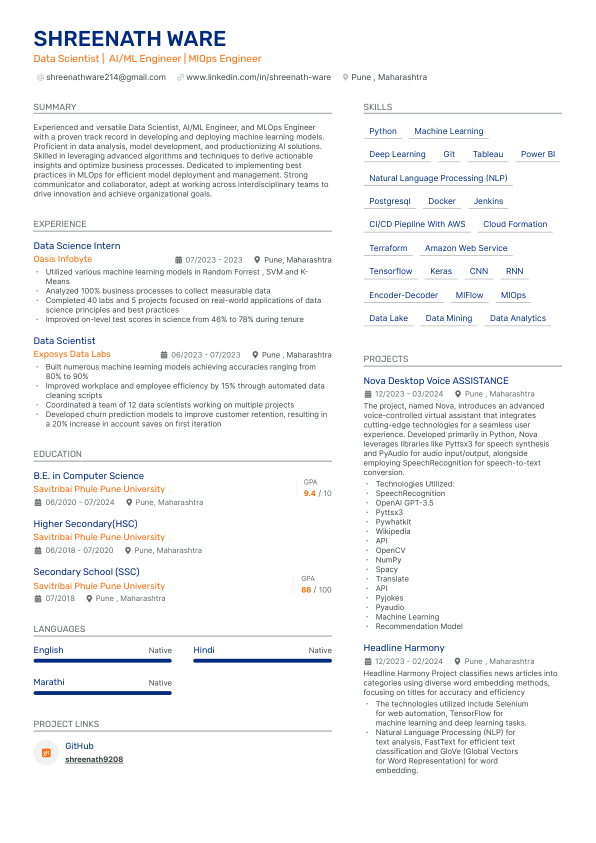 SHREENATH WARE
Data Scientist | AI/ML Engineer | MlOps Engineer
shreenathware214@gmail.com www.linkedin.com/in/shreenath-ware Pune , Maharashtra
SUMMARY
Experienced and versatile Data Scientist, AI/ML Engineer, and MLOps Engineer
with a proven track record in developing and deploying machine learning models.
Proficient in data analysis, model development, and productionizing AI solutions.
Skilled in leveraging advanced algorithms and techniques to derive actionable
insights and optimize business processes. Dedicated to implementing best
practices in MLOps for efficient model deployment and management. Strong
communicator and collaborator, adept at working across interdisciplinary teams to
drive innovation and achieve organizational goals.
EXPERIENCE
Data Science Intern
Oasis Infobyte 07/2023 - 2023 Pune, Maharashtra
· Utilized various machine learning models in Random Forrest , SVM and K-
Means
· Analyzed 100% business processes to collect measurable data
· Completed 40 labs and 5 projects focused on real-world applications of data
science principles and best practices
· Improved on-level test scores in science from 46% to 78% during tenure
Data Scientist
Exposys Data Labs 06/2023 - 07/2023 Pune, Maharashtra
· Built numerous machine learning models achieving accuracies ranging from
80% to 90%
· Improved workplace and employee efficiency by 15% through automated data
cleaning scripts
· Coordinated a team of 12 data scientists working on multiple projects
· Developed churn prediction models to improve customer retention, resulting in
a 20% increase in account saves on first iteration
EDUCATION
B.E. in Computer Science
Savitribai Phule Pune University
06/2020 - 07/2024 Pune, Maharashtra
GPA
9.4 / 10
Higher Secondary(HSC)
Savitribai Phule Pune University
06/2018 - 07/2020 Pune, Maharashtra
Secondary School (SSC)
Savitribai Phule Pune University
07/2018 Pune , Maharashtra
GPA
88 / 100
LANGUAGES
English Native Hindi Native
Marathi Native
PROJECT LINKS
GitHub
shreenath9208
SKILLS
Python Machine Learning
Deep Learning Git Tableau Power BI
Natural Language Processing (NLP)
Postgresql Docker Jenkins
CI/CD Piepline With AWS Cloud Formation
Terraform Amazon Web Service
Tensorflow Keras CNN RNN
Encoder-Decoder MlFlow MlOps
Data Lake Data Mining Data Analytics
PROJECTS
Nova Desktop Voice ASSISTANCE
12/2023 - 03/2024 Pune , Maharashtra
The project, named Nova, introduces an advanced
voice-controlled virtual assistant that integrates
cutting-edge technologies for a seamless user
experience. Developed primarily in Python, Nova
leverages libraries like Pyttsx3 for speech synthesis
and PyAudio for audio input/output, alongside
employing SpeechRecognition for speech-to-text
conversion.
· Technologies Utilized:
· SpeechRecognition
· OpenAI GPT-3.5
· Pyttsx3
· Pywhatkit
· Wikipedia
· API
· OpenCV
· NumPy
· Spacy
· Translate
· API
· Pyjokes
· Pyaudio
· Machine Learning
· Recommendation Model
Headline Harmony
12/2023 - 02/2024 Pune , Maharashtra
Headline Harmony Project classifies news articles into
categories using diverse word embedding methods,
focusing on titles for accuracy and efficiency
· The technologies utilized include Selenium
for web automation, TensorFlow for
machine learning and deep learning tasks.
· Natural Language Processing (NLP) for
text analysis, FastText for efficient text
classification and GloVe (Global Vectors
for Word Representation) for word
embedding.